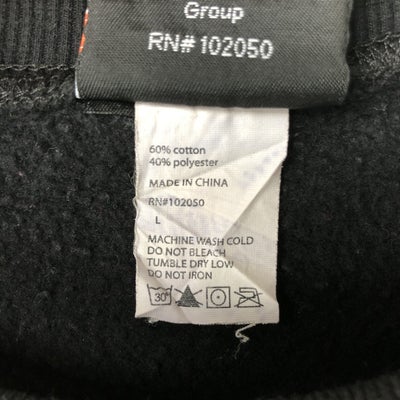 Group
RN# 102050
60% cotton
40% polyester
MADE IN CHINA
RN#102050
L
MACHINE WASH COLD
DO NOT BLEACH
TUMBLE DRY LOW
DO NOT IRON
30°